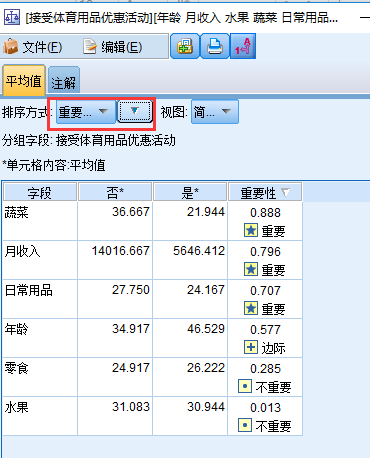 [接受体育用品优惠活动][年龄 月收入 水果 蔬菜 日常用品...
文件(F) 编辑(E)
平均值 注解
排序方式: 重要... 视图: 简...
分组字段: 接受体育用品优惠活动
*单元格内容:平均值
字段 否* 是* 重要性
蔬菜 36.667 21.944 0.888
重要
月收入 14016.667 5646.412 0.796
重要
日常用品 27.750 24.167 0.707
重要
年龄 34.917 46.529 0.577
边际
零食 24.917 26.222 0.285
不重要
水果 31.083 30.944 0.013
不重要